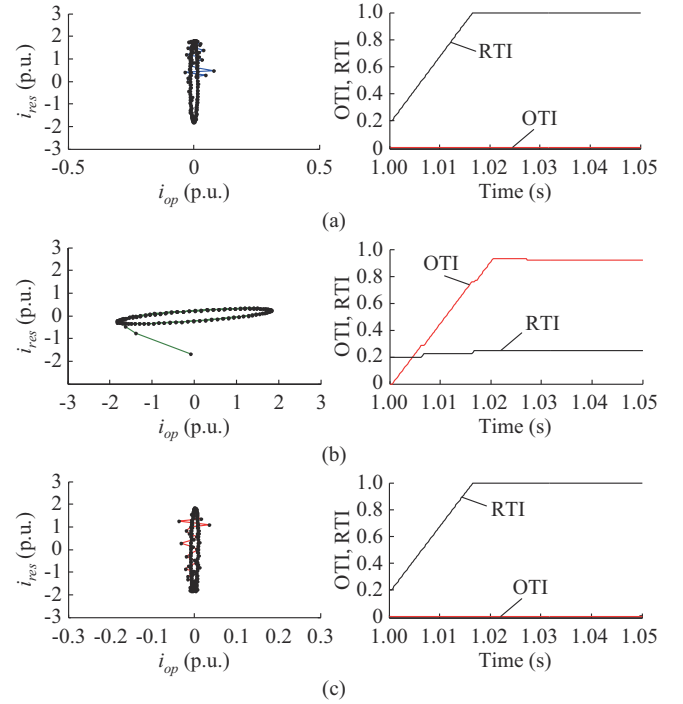 3
2
1
0
-1
-2
-3
-0.5 0 0.5
i_res (p.u.)
i_op (p.u.)
1.0
0.8
0.6
0.4
0.2
0
1.00 1.01 1.02 1.03 1.04 1.05
OTI, RTI
RTI
OTI
Time (s)
(a)
3
2
1
0
-1
-2
-3 -2 -1 0 1 2 3
i_res (p.u.)
i_op (p.u.)
1.0
0.8
0.6
0.4
0.2
0
1.00 1.01 1.02 1.03 1.04 1.05
OTI, RTI
OTI
RTI
Time (s)
(b)
3
2
1
0
-1
-2
-3
-0.3 -0.2 -0.1 0 0.1 0.2 0.3
i_res (p.u.)
i_op (p.u.)
1.0
0.8
0.6
0.4
0.2
0
1.00 1.01 1.02 1.03 1.04 1.05
OTI, RTI
RTI
OTI
Time (s)
(c)